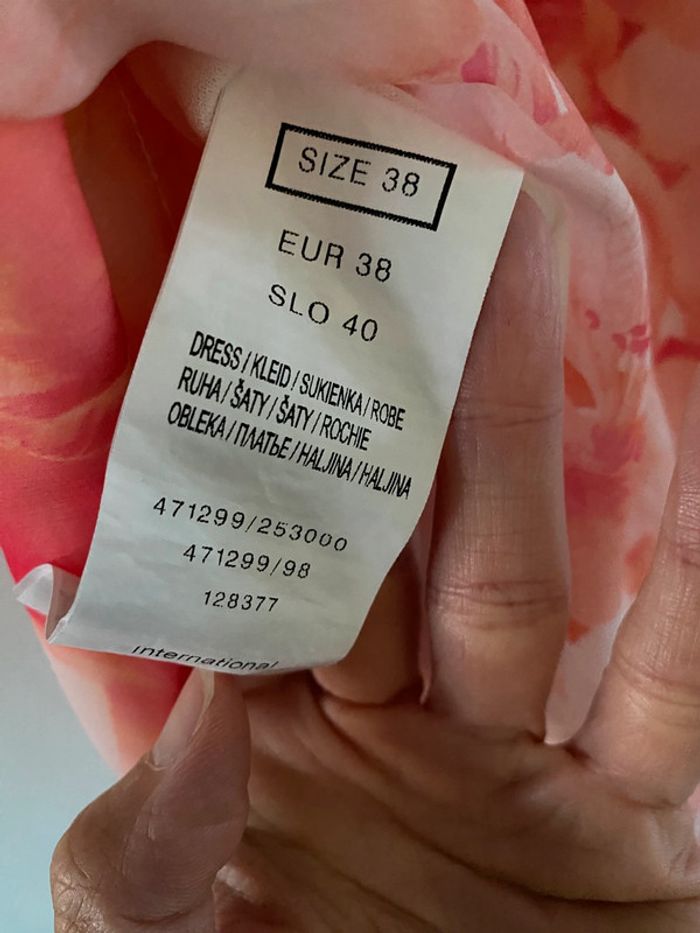 SIZE 38
EUR 38
SLO 40
DRESS / KLEID / SUKIENKA / ROBE
RUHA / ŠATY / ŠATY / ROCHIE
OBLEKA / ПЛАТЬЕ / HALJINA / HALJINA
471299/253000
471299/98
128377
international